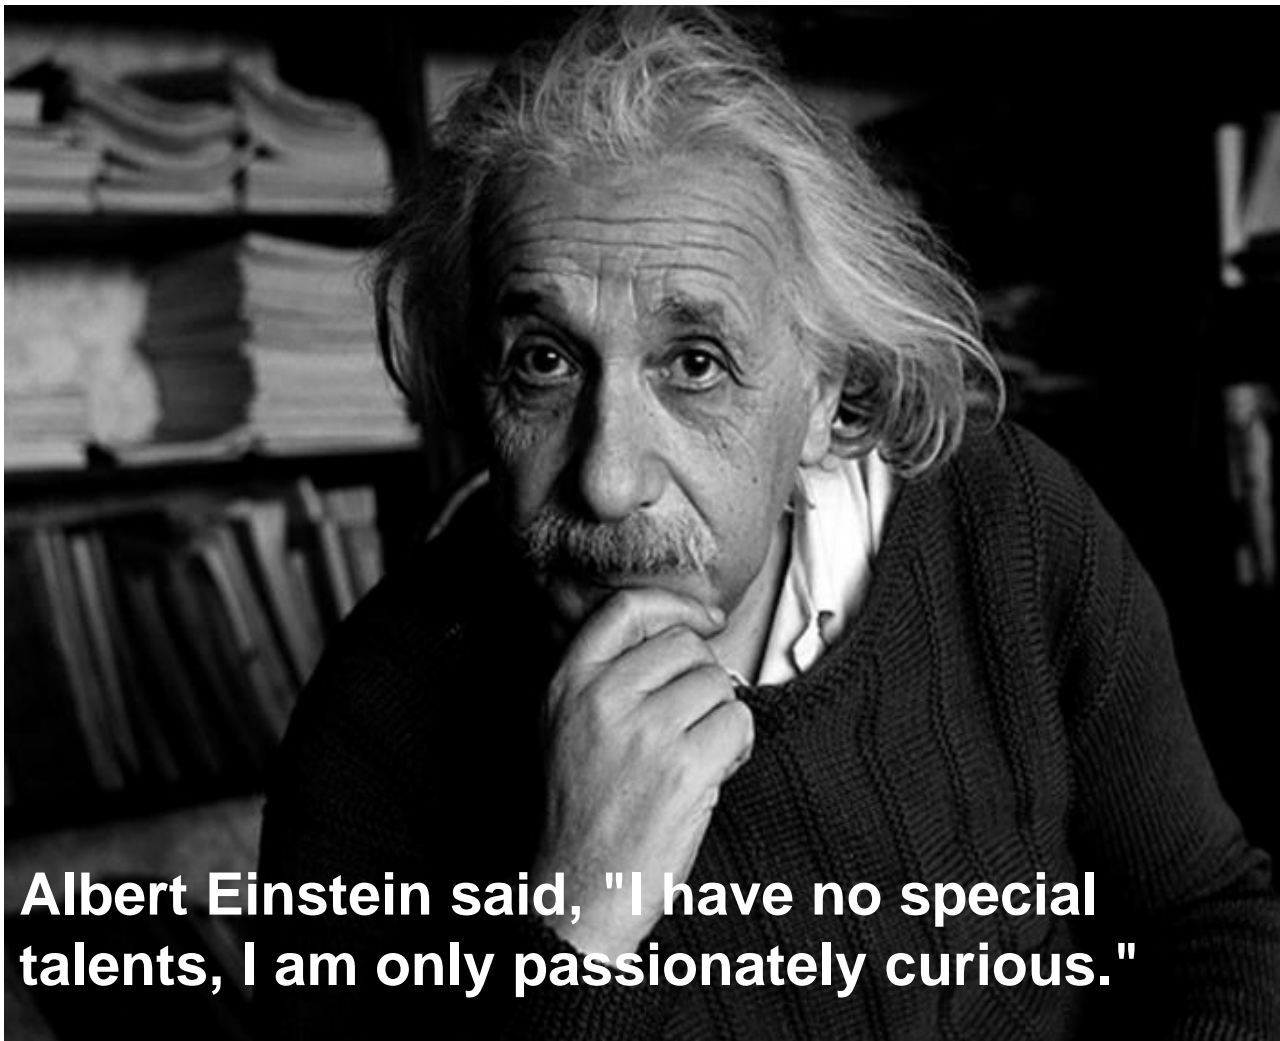 Albert Einstein said, "I have no special
talents, I am only passionately curious."